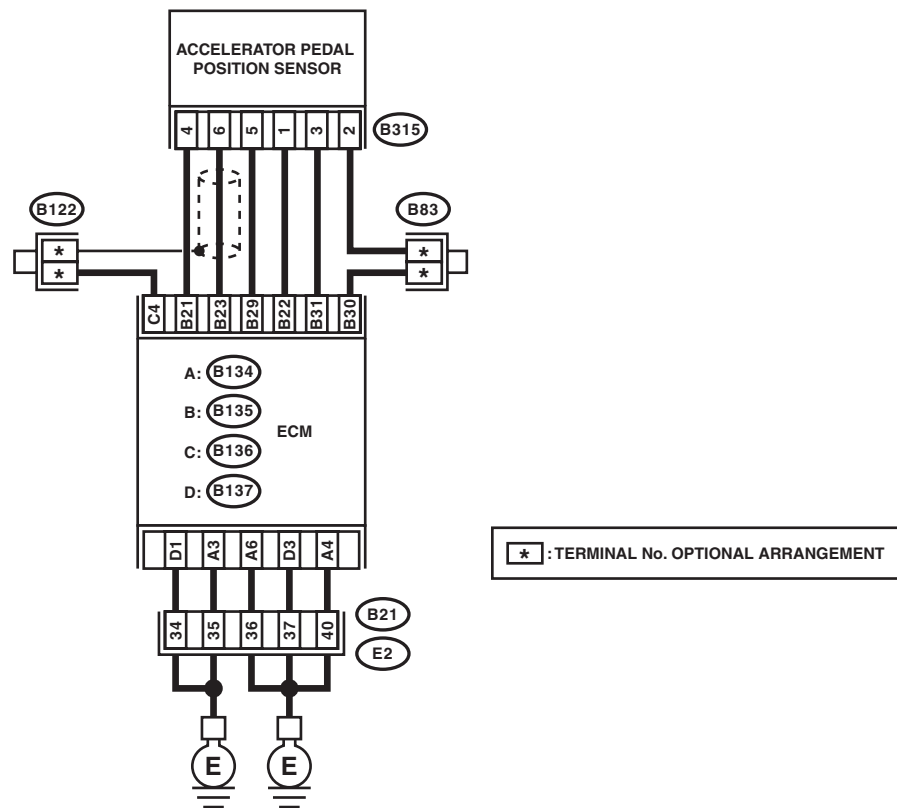 ACCELERATOR PEDAL
POSITION SENSOR
4 6 5 1 3 2
B315
B122
B83
*
*
*
*
C4 B21 B23 B29 B22 B31 B30
A: B134
B: B135
ECM
C: B136
D: B137
D1 A3 A6 D3 A4
* : TERMINAL No. OPTIONAL ARRANGEMENT
34 35 36 37 40
B21
E2
E E